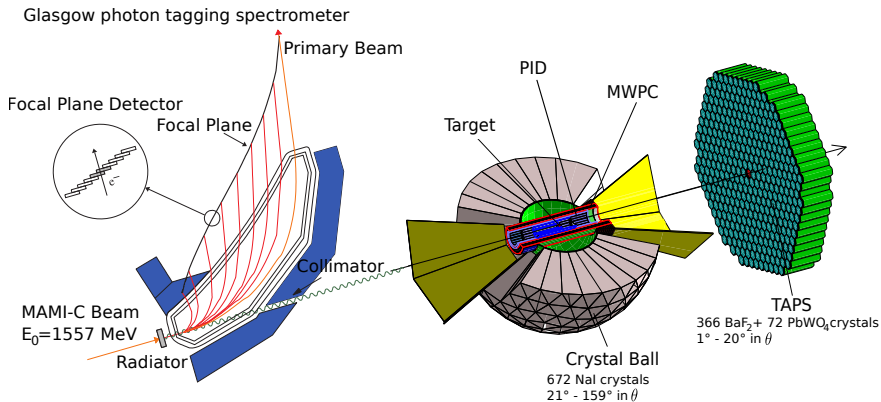 Glasgow photon tagging spectrometer
Primary Beam
Focal Plane Detector
Focal Plane
e⁻
PID
MWPC
Target
Collimator
MAMI-C Beam
E₀=1557 MeV
Radiator
TAPS
366 BaF₂+ 72 PbWO₄crystals
1° - 20° in θ
Crystal Ball
672 NaI crystals
21° - 159° in θ